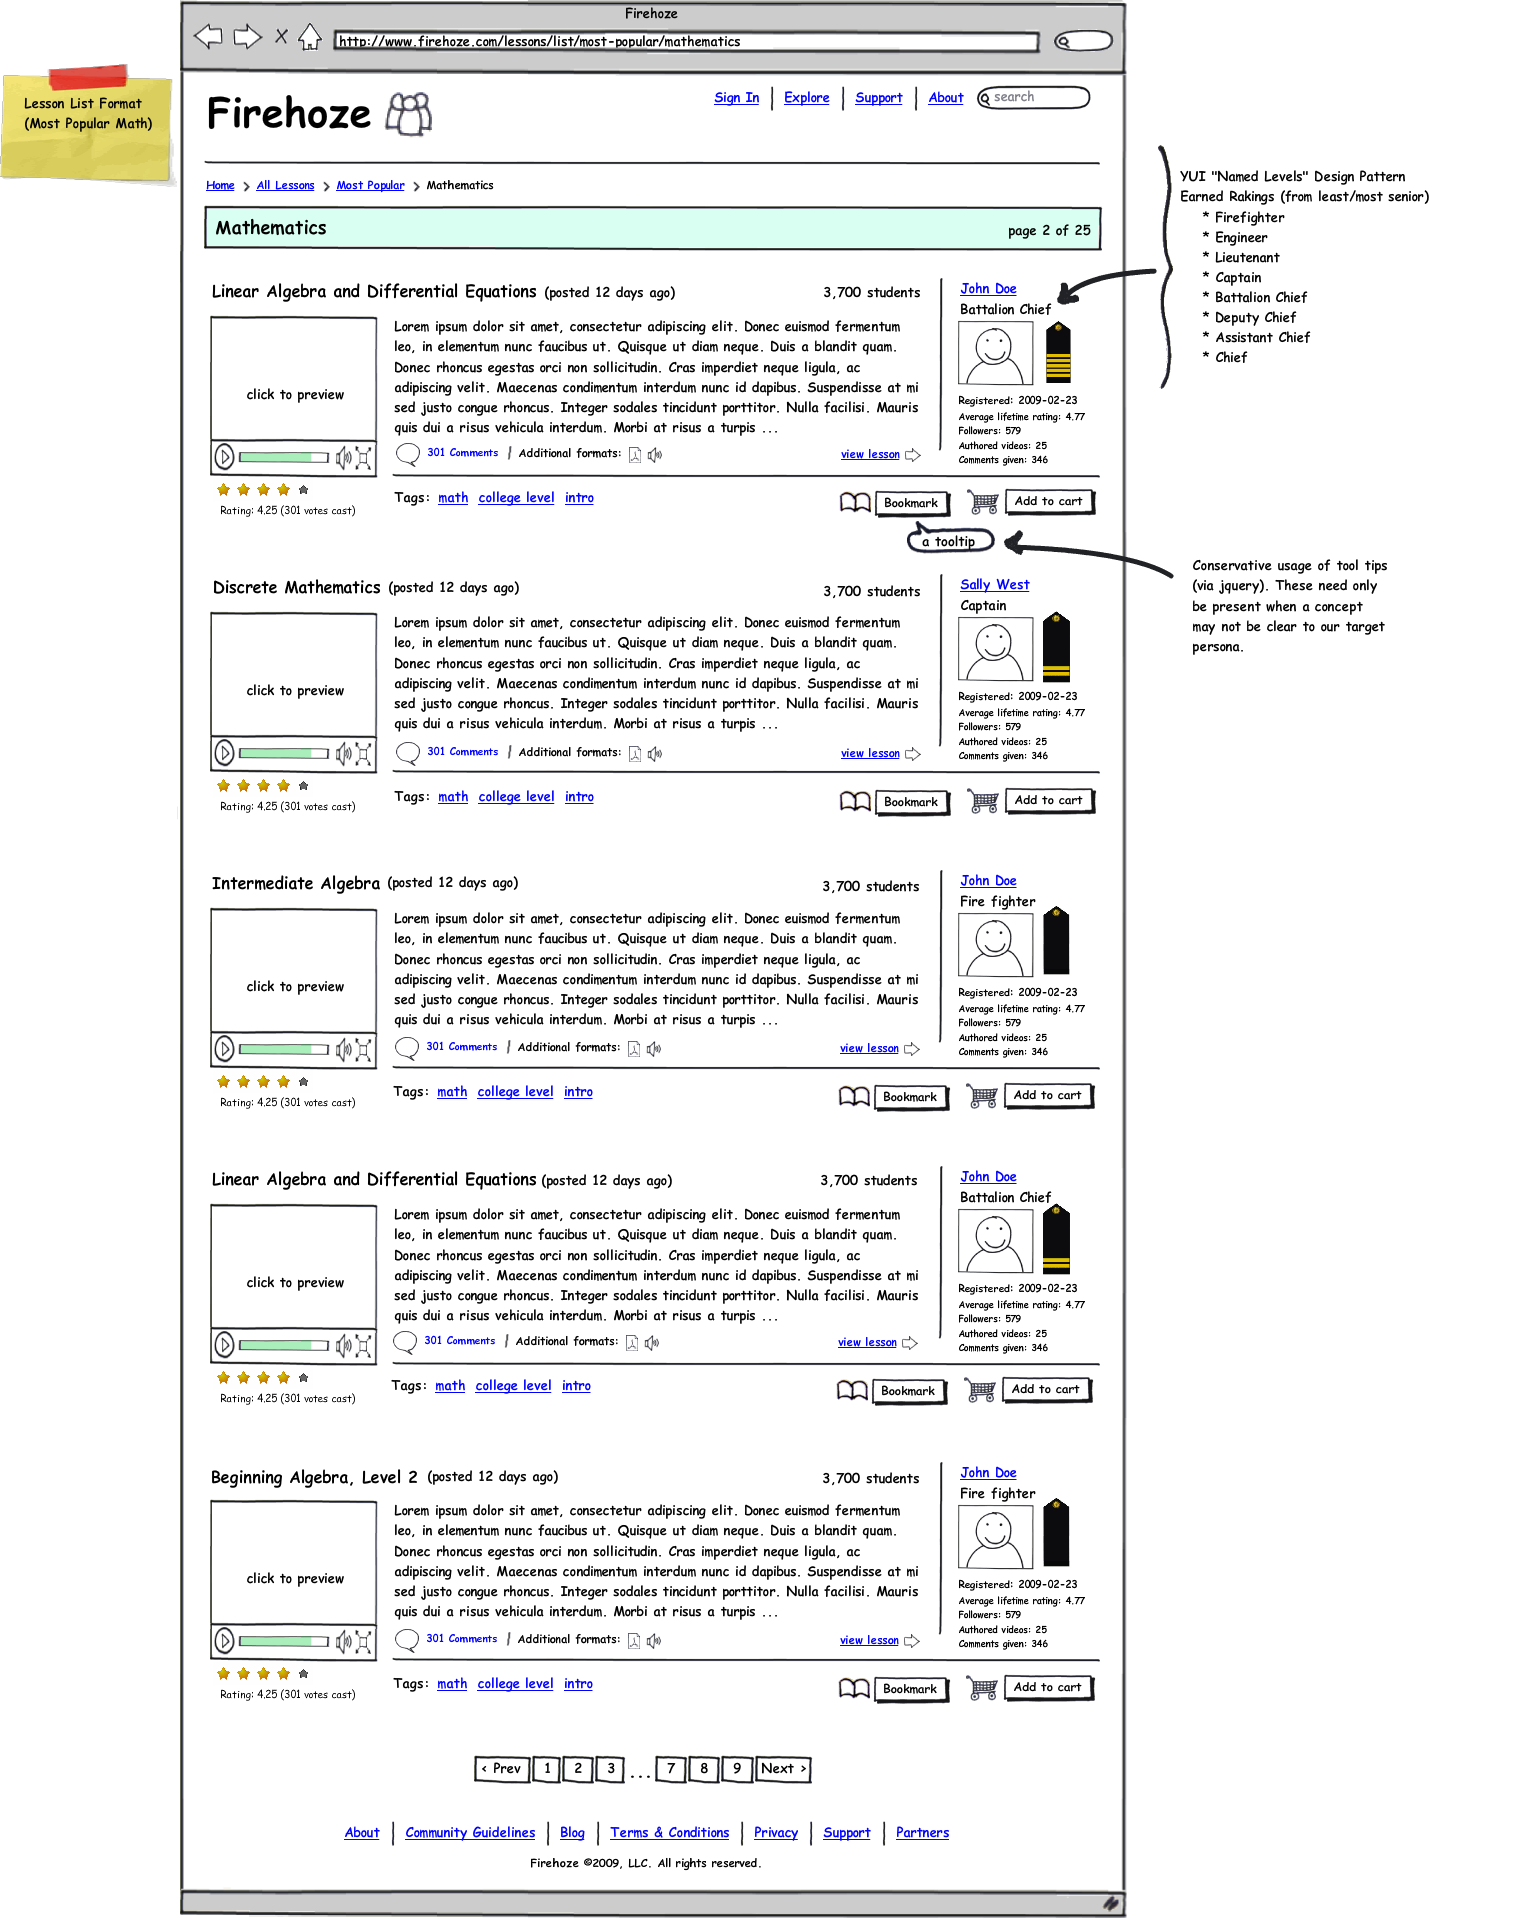 Firehoze
http://www.firehoze.com/lessons/list/most-popular/mathematics
Lesson List Format
(Most Popular Math)
Firehoze
Sign In | Explore | Support | About
search
Home > All Lessons > Most Popular > Mathematics
Mathematics
page 2 of 25
YUI "Named Levels" Design Pattern
Earned Rakings (from least/most senior)
* Firefighter
* Engineer
* Lieutenant
* Captain
* Battalion Chief
* Deputy Chief
* Assistant Chief
* Chief
Linear Algebra and Differential Equations (posted 12 days ago)
3,700 students
click to preview
Lorem ipsum dolor sit amet, consectetur adipiscing elit. Donec euismod fermentum
leo, in elementum nunc faucibus ut. Quisque ut diam neque. Duis a blandit quam.
Donec rhoncus egestas orci non sollicitudin. Cras imperdiet neque ligula, ac
adipiscing velit. Maecenas condimentum interdum nunc id dapibus. Suspendisse at mi
sed justo congue rhoncus. Integer sodales tincidunt porttitor. Nulla facilisi. Mauris
quis dui a risus vehicula interdum. Morbi at risus a turpis ...
301 Comments | Additional formats:
view lesson
John Doe
Battalion Chief
Registered: 2009-02-23
Average lifetime rating: 4.77
Followers: 579
Authored videos: 25
Comments given: 346
Rating: 4.25 (301 votes cast)
Tags: math college level intro
Bookmark
Add to cart
a tooltip
Conservative usage of tool tips
(via jquery). These need only
be present when a concept
may not be clear to our target
persona.
Discrete Mathematics (posted 12 days ago)
3,700 students
click to preview
Lorem ipsum dolor sit amet, consectetur adipiscing elit. Donec euismod fermentum
leo, in elementum nunc faucibus ut. Quisque ut diam neque. Duis a blandit quam.
Donec rhoncus egestas orci non sollicitudin. Cras imperdiet neque ligula, ac
adipiscing velit. Maecenas condimentum interdum nunc id dapibus. Suspendisse at mi
sed justo congue rhoncus. Integer sodales tincidunt porttitor. Nulla facilisi. Mauris
quis dui a risus vehicula interdum. Morbi at risus a turpis ...
301 Comments | Additional formats:
view lesson
Sally West
Captain
Registered: 2009-02-23
Average lifetime rating: 4.77
Followers: 579
Authored videos: 25
Comments given: 346
Rating: 4.25 (301 votes cast)
Tags: math college level intro
Bookmark
Add to cart
Intermediate Algebra (posted 12 days ago)
3,700 students
click to preview
Lorem ipsum dolor sit amet, consectetur adipiscing elit. Donec euismod fermentum
leo, in elementum nunc faucibus ut. Quisque ut diam neque. Duis a blandit quam.
Donec rhoncus egestas orci non sollicitudin. Cras imperdiet neque ligula, ac
adipiscing velit. Maecenas condimentum interdum nunc id dapibus. Suspendisse at mi
sed justo congue rhoncus. Integer sodales tincidunt porttitor. Nulla facilisi. Mauris
quis dui a risus vehicula interdum. Morbi at risus a turpis ...
301 Comments | Additional formats:
view lesson
John Doe
Fire fighter
Registered: 2009-02-23
Average lifetime rating: 4.77
Followers: 579
Authored videos: 25
Comments given: 346
Rating: 4.25 (301 votes cast)
Tags: math college level intro
Bookmark
Add to cart
Linear Algebra and Differential Equations (posted 12 days ago)
3,700 students
click to preview
Lorem ipsum dolor sit amet, consectetur adipiscing elit. Donec euismod fermentum
leo, in elementum nunc faucibus ut. Quisque ut diam neque. Duis a blandit quam.
Donec rhoncus egestas orci non sollicitudin. Cras imperdiet neque ligula, ac
adipiscing velit. Maecenas condimentum interdum nunc id dapibus. Suspendisse at mi
sed justo congue rhoncus. Integer sodales tincidunt porttitor. Nulla facilisi. Mauris
quis dui a risus vehicula interdum. Morbi at risus a turpis ...
301 Comments | Additional formats:
view lesson
John Doe
Battalion Chief
Registered: 2009-02-23
Average lifetime rating: 4.77
Followers: 579
Authored videos: 25
Comments given: 346
Rating: 4.25 (301 votes cast)
Tags: math college level intro
Bookmark
Add to cart
Beginning Algebra, Level 2 (posted 12 days ago)
3,700 students
click to preview
Lorem ipsum dolor sit amet, consectetur adipiscing elit. Donec euismod fermentum
leo, in elementum nunc faucibus ut. Quisque ut diam neque. Duis a blandit quam.
Donec rhoncus egestas orci non sollicitudin. Cras imperdiet neque ligula, ac
adipiscing velit. Maecenas condimentum interdum nunc id dapibus. Suspendisse at mi
sed justo congue rhoncus. Integer sodales tincidunt porttitor. Nulla facilisi. Mauris
quis dui a risus vehicula interdum. Morbi at risus a turpis ...
301 Comments | Additional formats:
view lesson
John Doe
Fire fighter
Registered: 2009-02-23
Average lifetime rating: 4.77
Followers: 579
Authored videos: 25
Comments given: 346
Rating: 4.25 (301 votes cast)
Tags: math college level intro
Bookmark
Add to cart
< Prev 1 2 3 ... 7 8 9 Next >
About | Community Guidelines | Blog | Terms & Conditions | Privacy | Support | Partners
Firehoze ©2009, LLC. All rights reserved.